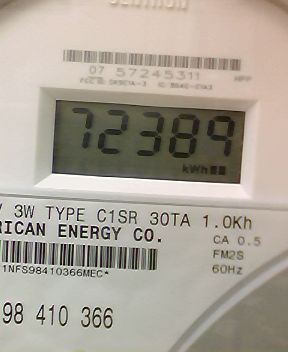 07 57245311
72389
kWh
V 3W TYPE C1SR 30TA 1.0Kh
RICAN ENERGY CO.
CA 0.5
FM2S
60Hz
1NFS98410366MEC*
98 410 366